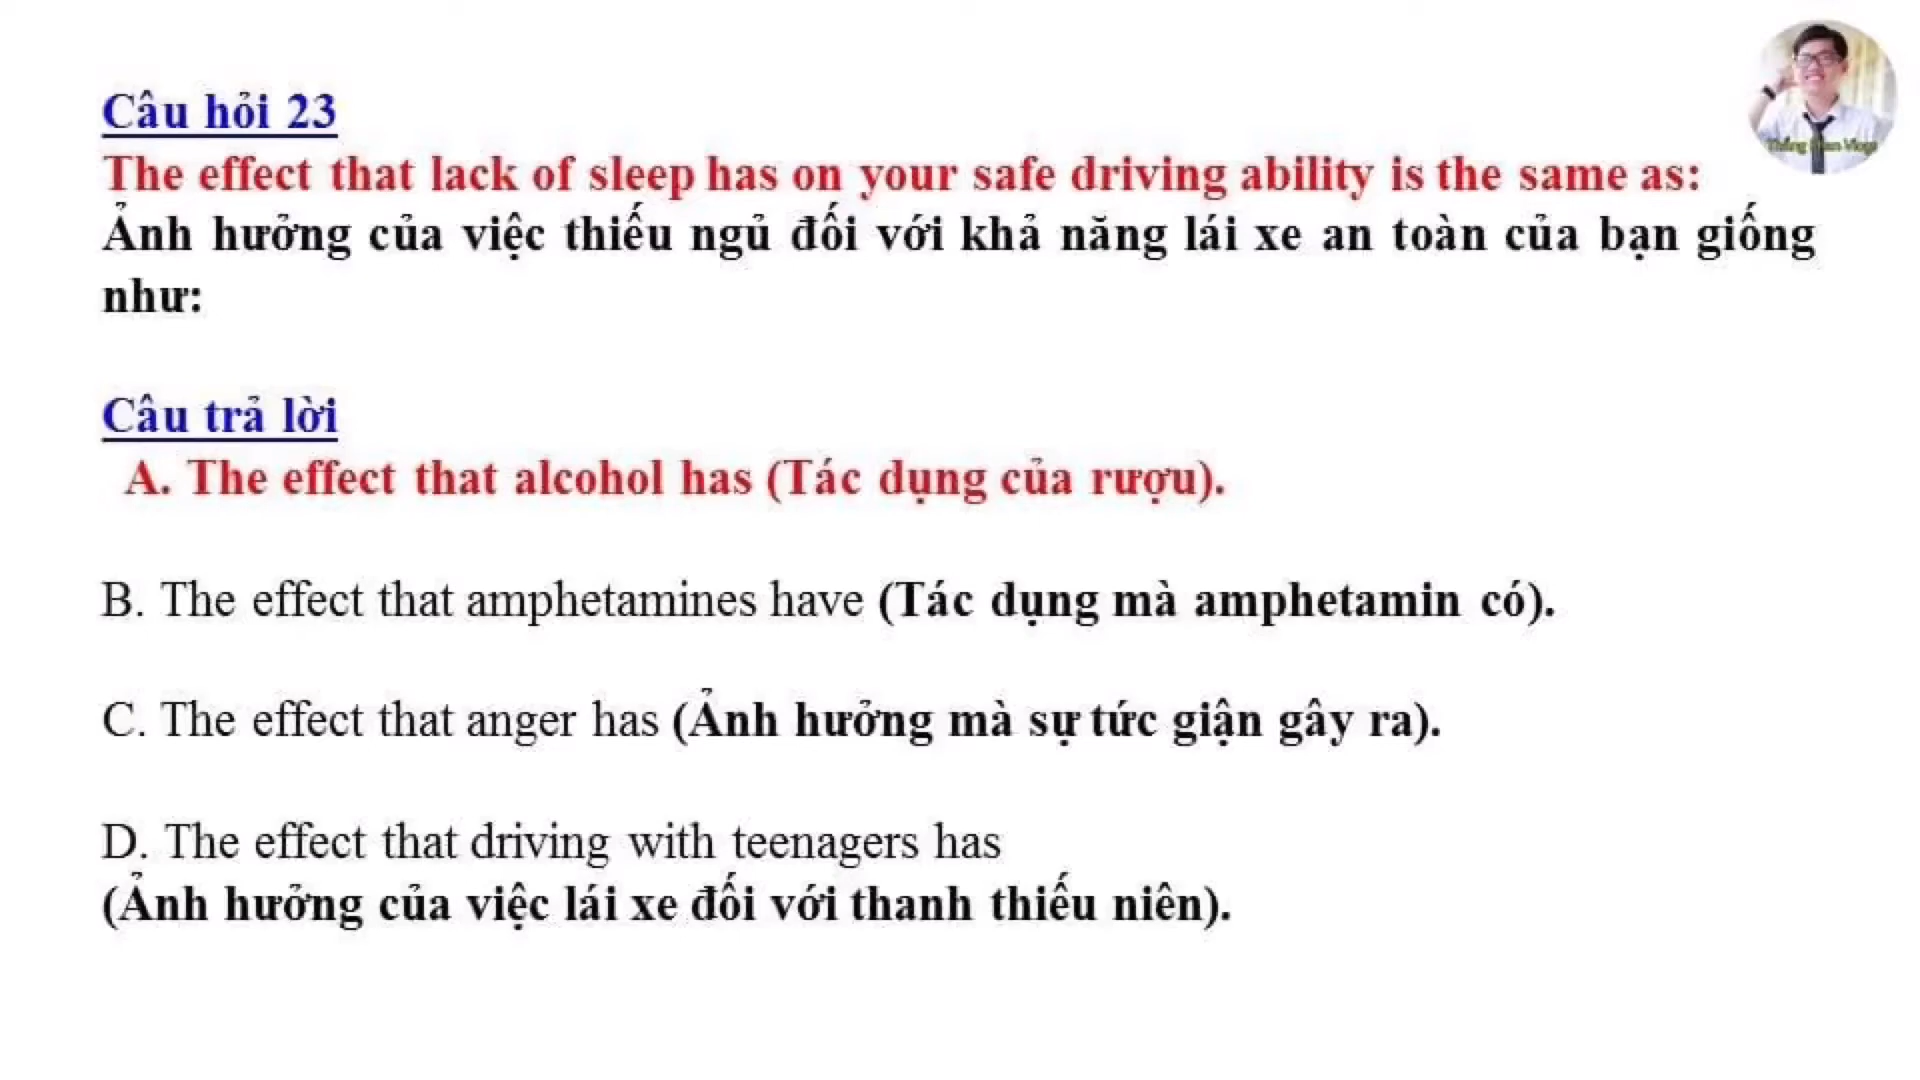 Câu hỏi 23
The effect that lack of sleep has on your safe driving ability is the same as:
Ảnh hưởng của việc thiếu ngủ đối với khả năng lái xe an toàn của bạn giống
như:
Câu trả lời
A. The effect that alcohol has (Tác dụng của rượu).
B. The effect that amphetamines have (Tác dụng mà amphetamin có).
C. The effect that anger has (Ảnh hưởng mà sự tức giận gây ra).
D. The effect that driving with teenagers has
(Ảnh hưởng của việc lái xe đối với thanh thiếu niên).